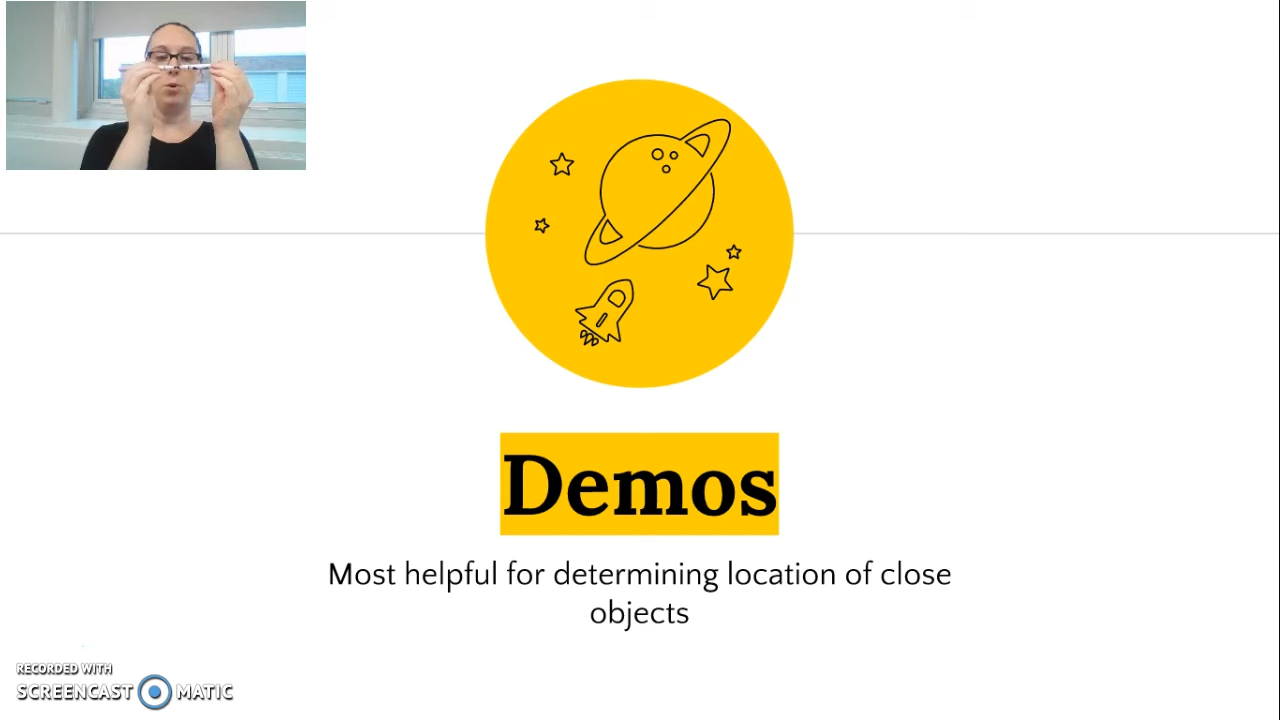 Demos
Most helpful for determining location of close
objects
RECORDED WITH
SCREENCAST MATIC